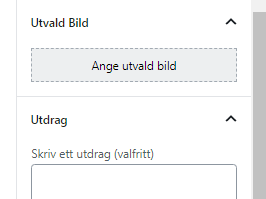 Utvald Bild
Ange utvald bild
Utdrag
Skriv ett utdrag (valfritt)